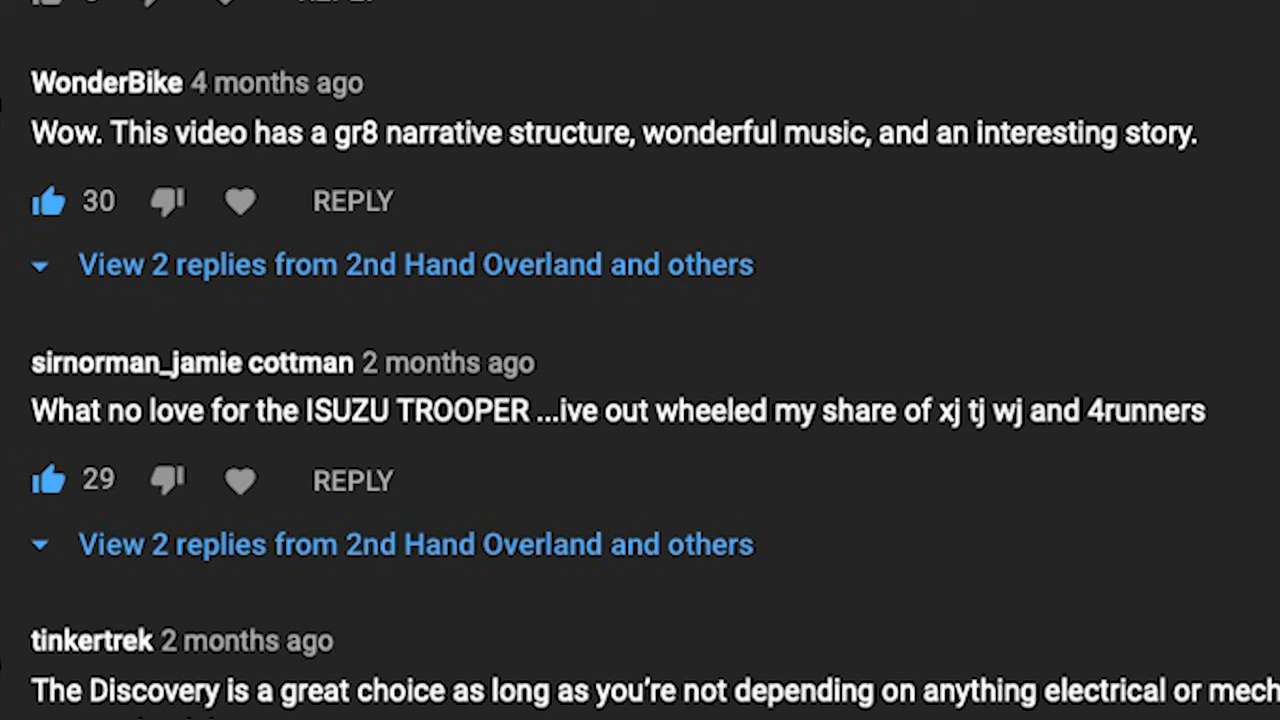 REPLY
WonderBike 4 months ago
Wow. This video has a gr8 narrative structure, wonderful music, and an interesting story.
30 REPLY
View 2 replies from 2nd Hand Overland and others
sirnorman_jamie cottman 2 months ago
What no love for the ISUZU TROOPER ...ive out wheeled my share of xj tj wj and 4runners
29 REPLY
View 2 replies from 2nd Hand Overland and others
tinkertrek 2 months ago
The Discovery is a great choice as long as you’re not depending on anything electrical or mech